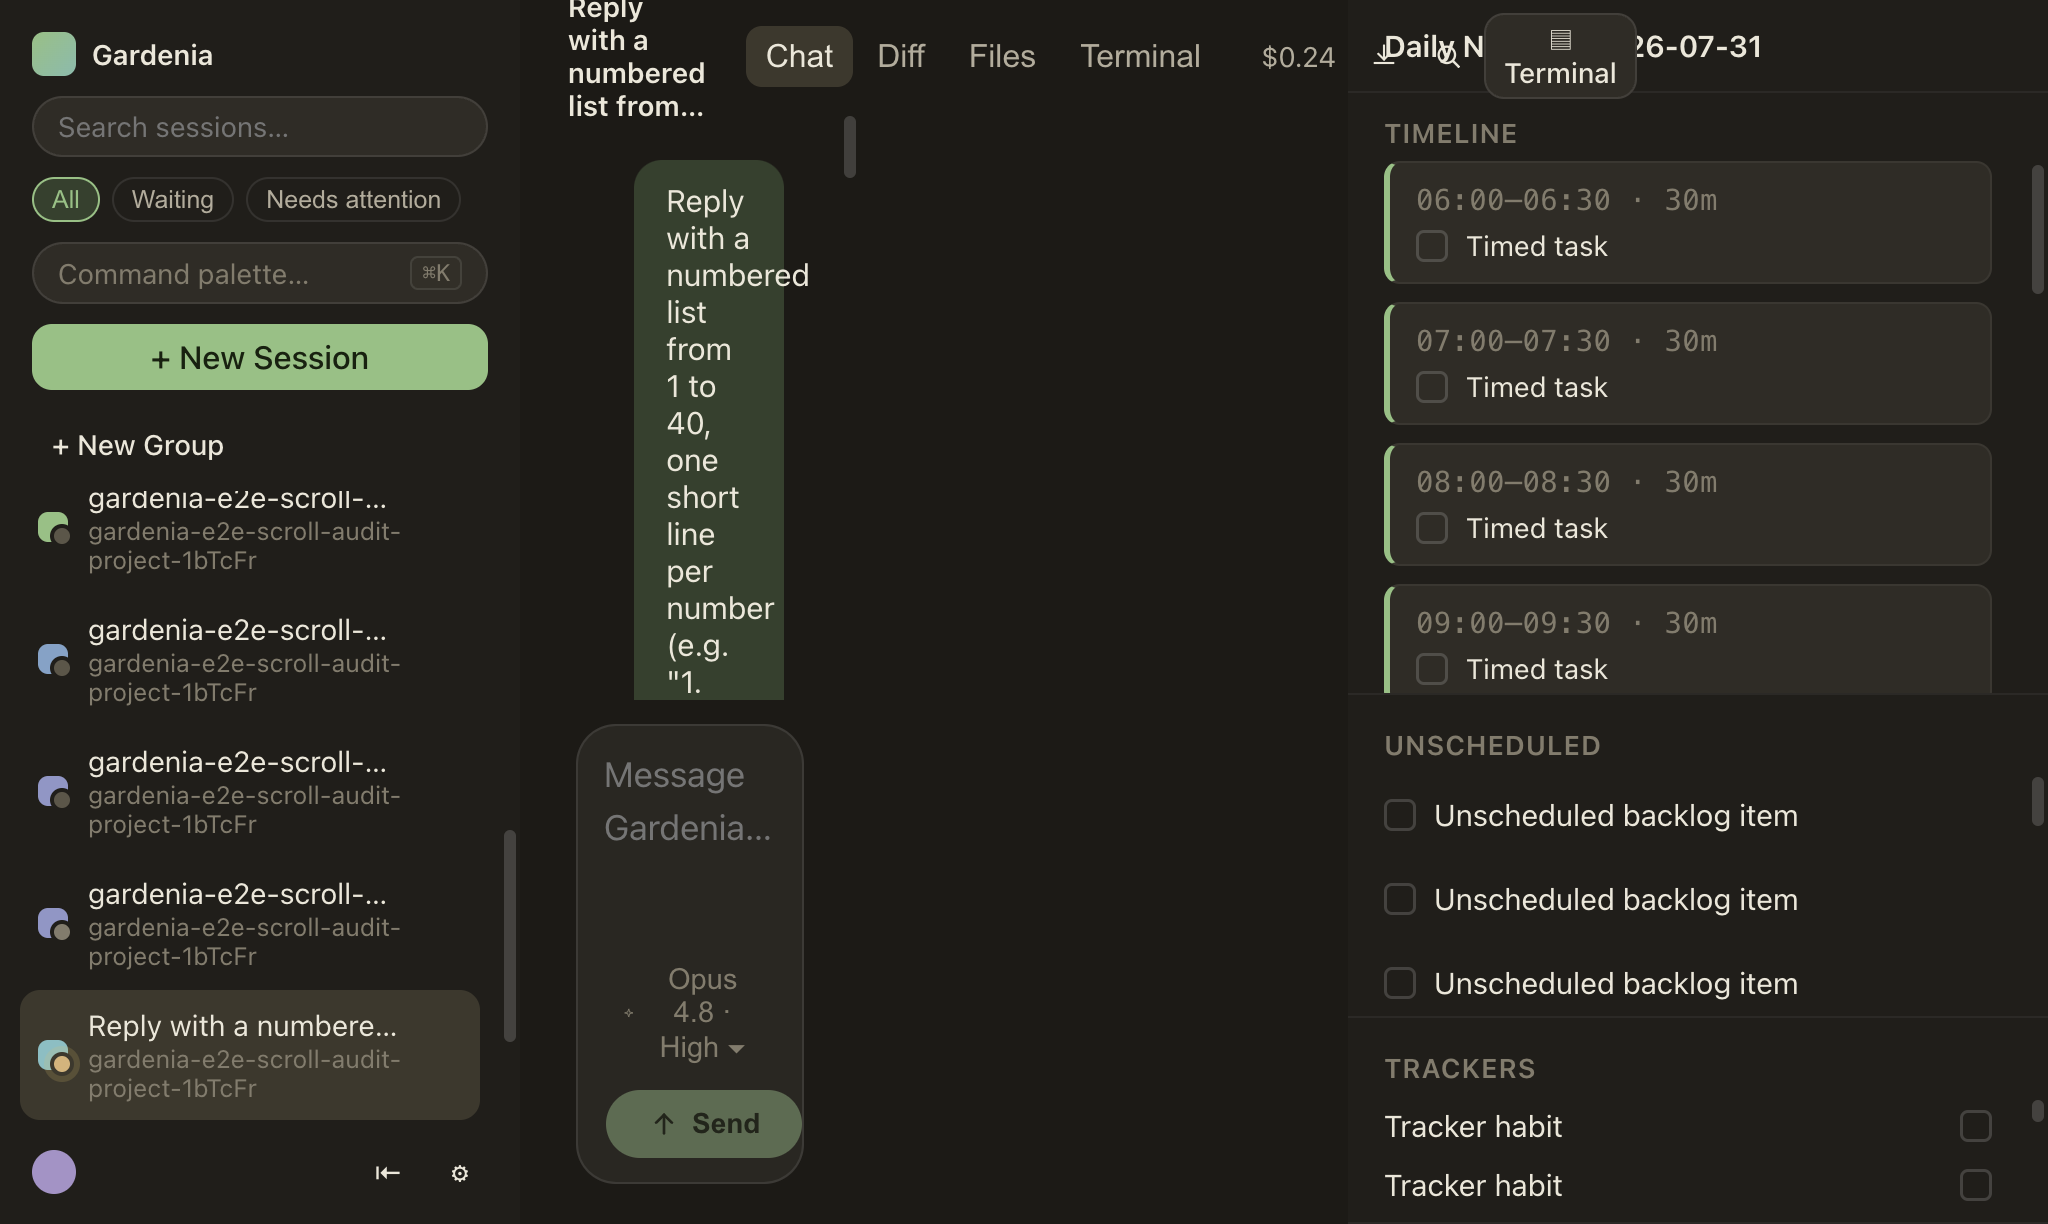 Gardenia
Search sessions...
All
Waiting
Needs attention
Command palette...
⌘K
+ New Session
+ New Group
gardenia-e2e-scroll-...
gardenia-e2e-scroll-audit-
project-1bTcFr
gardenia-e2e-scroll-...
gardenia-e2e-scroll-audit-
project-1bTcFr
gardenia-e2e-scroll-...
gardenia-e2e-scroll-audit-
project-1bTcFr
gardenia-e2e-scroll-...
gardenia-e2e-scroll-audit-
project-1bTcFr
Reply with a numbere...
gardenia-e2e-scroll-audit-
project-1bTcFr
Reply
with a
numbered
list from...
Chat
Diff
Files
Terminal
$0.24
Reply
with a
numbered
list
from
1 to
40,
one
short
line
per
number
(e.g.
"1.
Message
Gardenia...
Opus
4.8 ·
High
↑ Send
Daily N
Terminal
26-07-31
TIMELINE
06:00–06:30 · 30m
Timed task
07:00–07:30 · 30m
Timed task
08:00–08:30 · 30m
Timed task
09:00–09:30 · 30m
Timed task
UNSCHEDULED
Unscheduled backlog item
Unscheduled backlog item
Unscheduled backlog item
TRACKERS
Tracker habit
Tracker habit